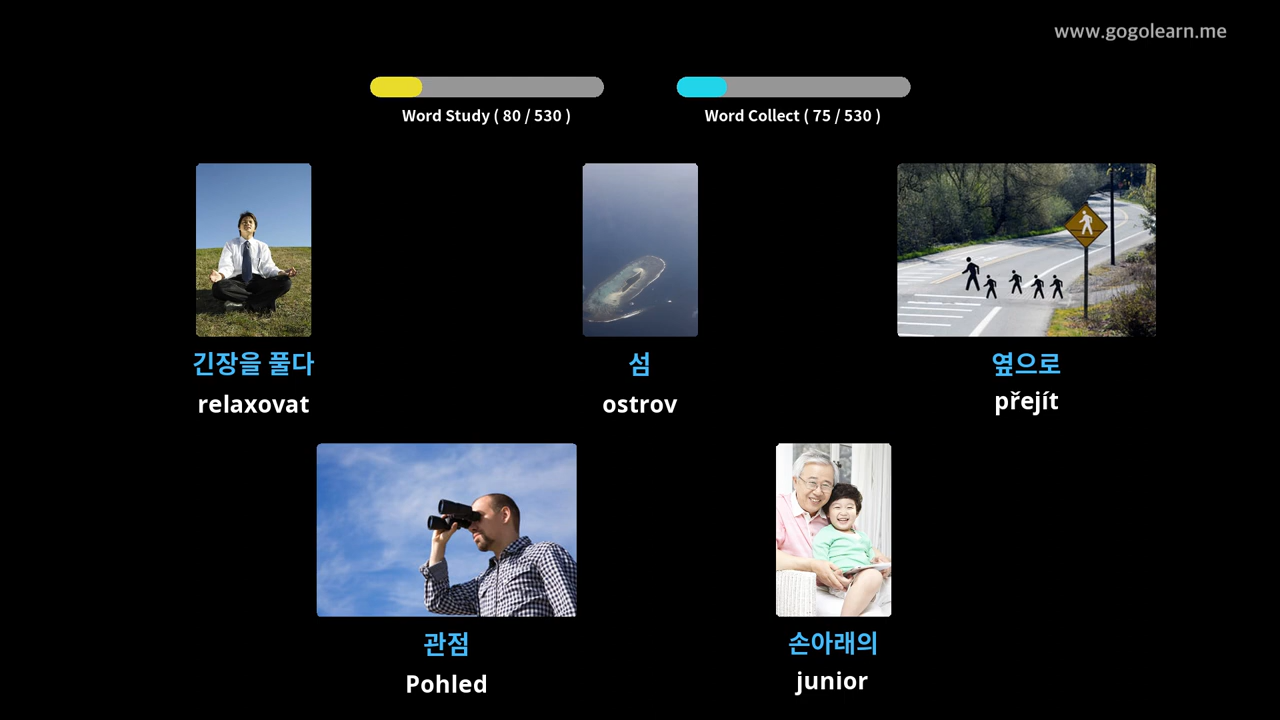 www.gogolearn.me
Word Study ( 80 / 530 )
Word Collect ( 75 / 530 )
긴장을 풀다
relaxovat
섬
ostrov
옆으로
přejít
관점
Pohled
손아래의
junior